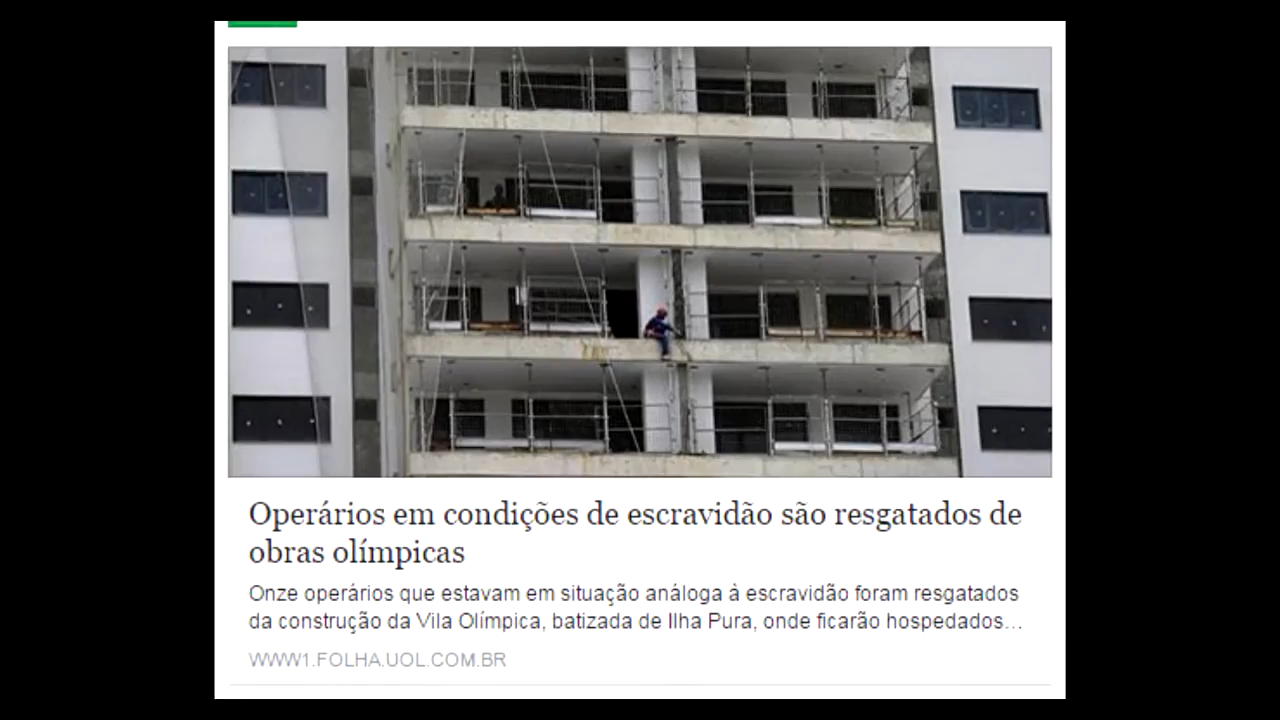 Operários em condições de escravidão são resgatados de
obras olímpicas
Onze operários que estavam em situação análoga à escravidão foram resgatados
da construção da Vila Olímpica, batizada de Ilha Pura, onde ficarão hospedados...
WWW1.FOLHA.UOL.COM.BR